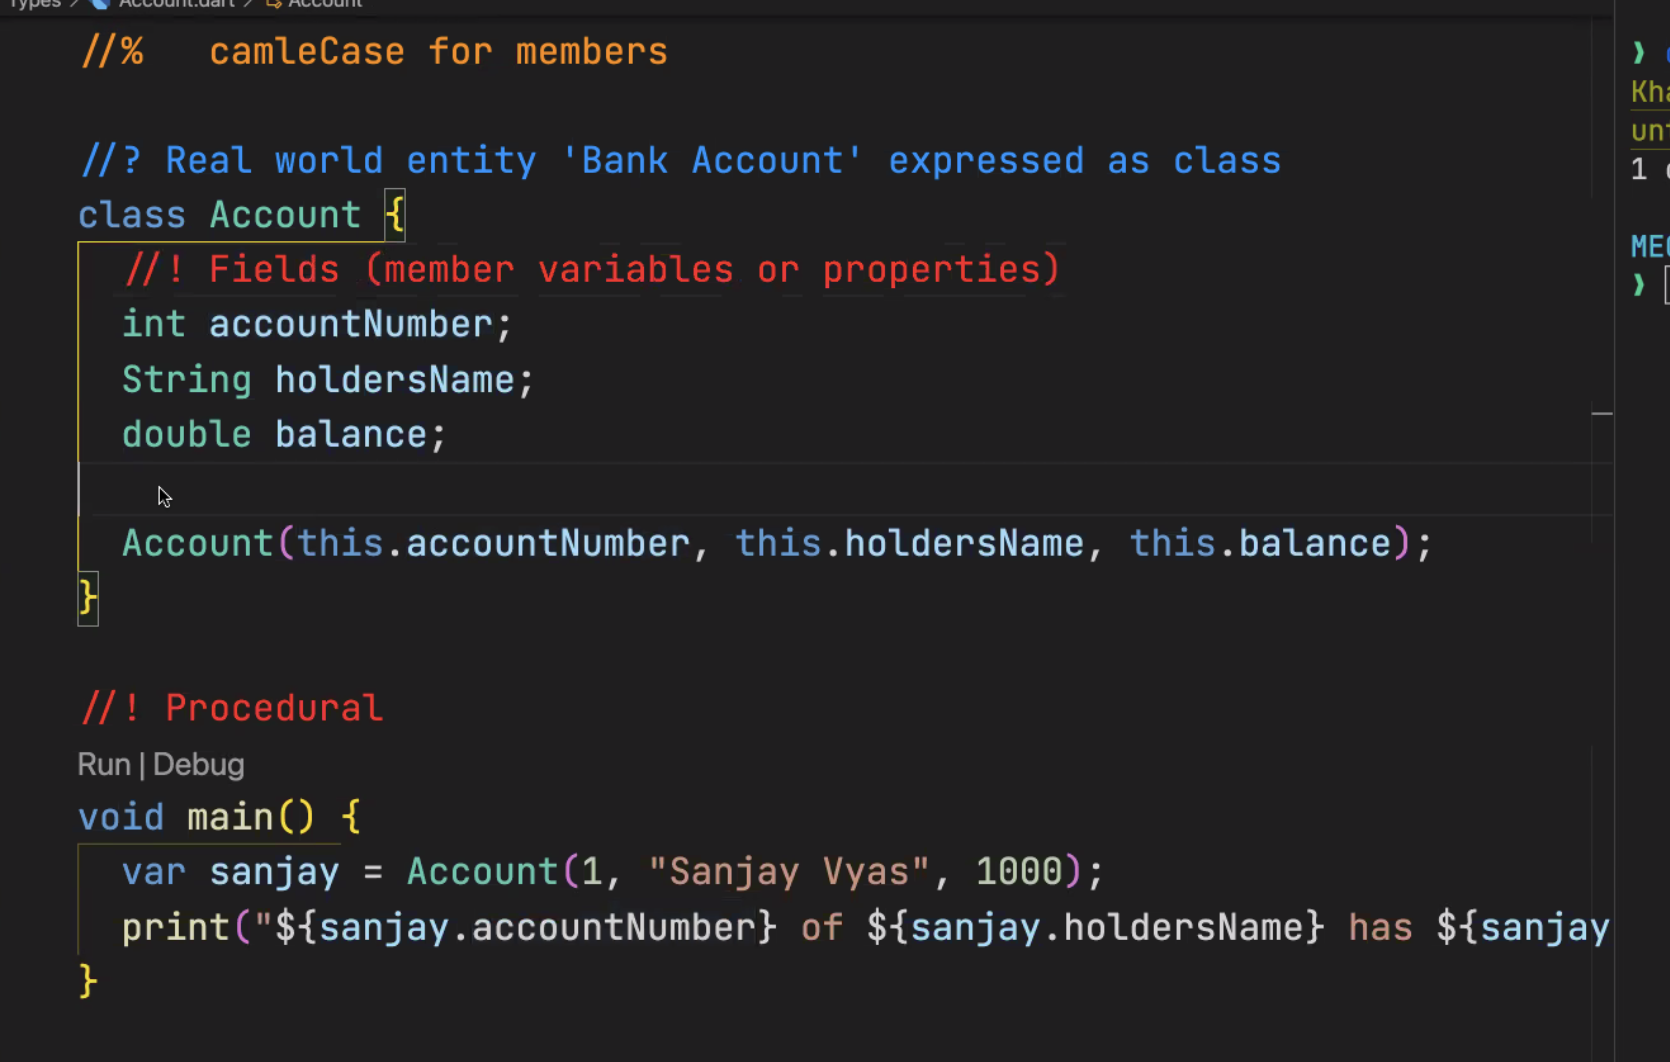 Types > Account.dart > Account
//% camleCase for members
//? Real world entity 'Bank Account' expressed as class
class Account {
//! Fields (member variables or properties)
int accountNumber;
String holdersName;
double balance;
Account(this.accountNumber, this.holdersName, this.balance);
}
//! Procedural
Run | Debug
void main() {
var sanjay = Account(1, "Sanjay Vyas", 1000);
print("${sanjay.accountNumber} of ${sanjay.holdersName} has ${sanjay
}
❯
Kha
unt
1
MEC
❯